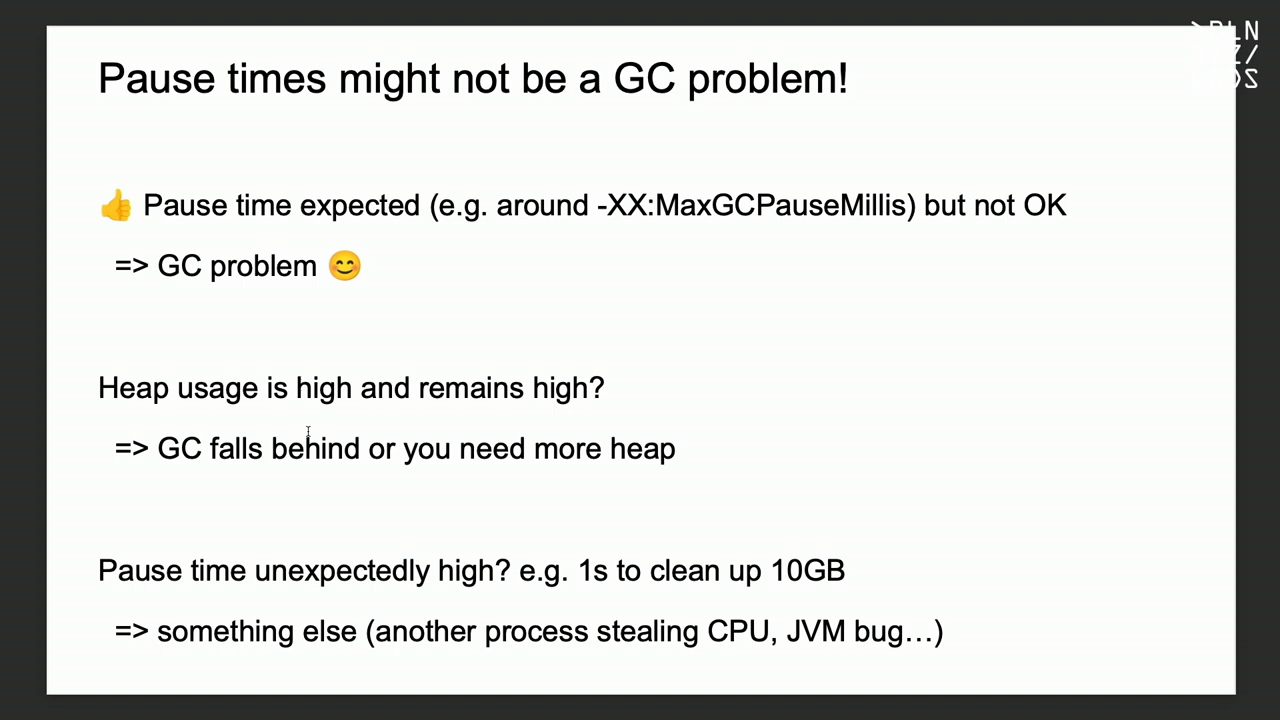 Pause times might not be a GC problem!
👍 Pause time expected (e.g. around -XX:MaxGCPauseMillis) but not OK
=> GC problem 😊
Heap usage is high and remains high?
=> GC falls behind or you need more heap
Pause time unexpectedly high? e.g. 1s to clean up 10GB
=> something else (another process stealing CPU, JVM bug…)